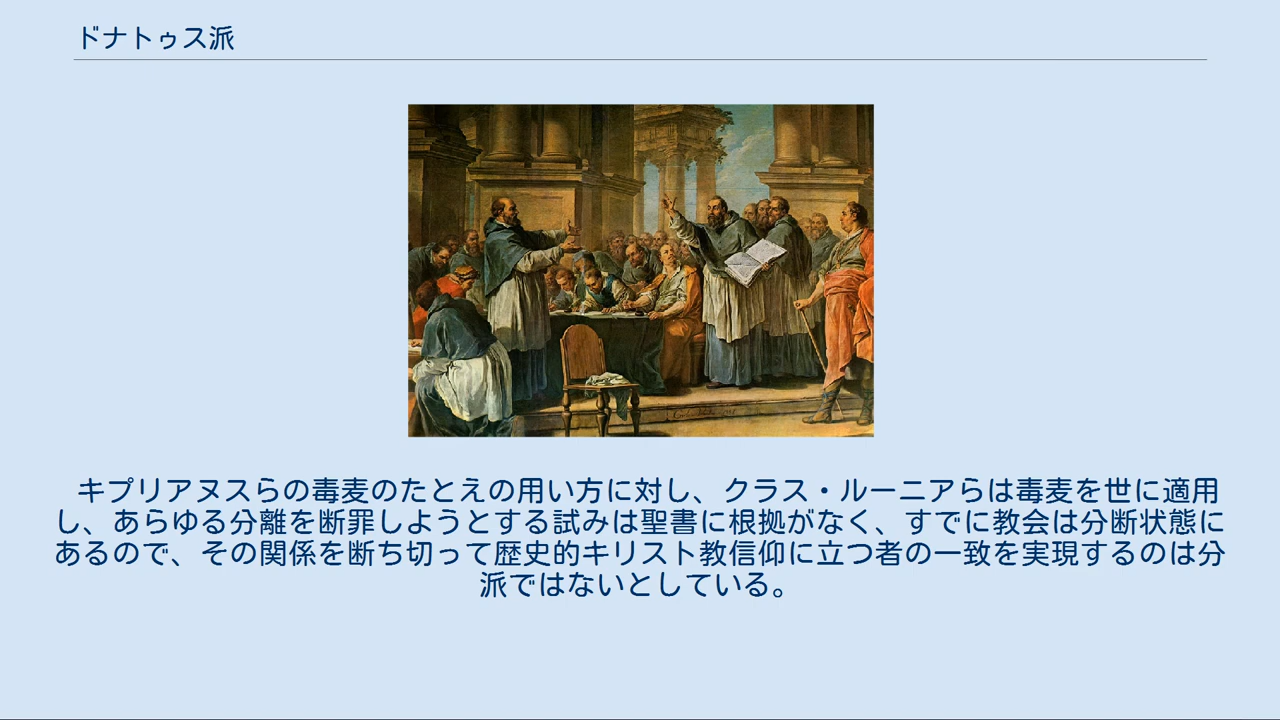 ドナトゥス派
キプリアヌスらの毒麦のたとえの用い方に対し、クラス・ルーニアらは毒麦を世に適用
し、あらゆる分離を断罪しようとする試みは聖書に根拠がなく、すでに教会は分断状態に
あるので、その関係を断ち切って歴史的キリスト教信仰に立つ者の一致を実現するのは分
派ではないとしている。